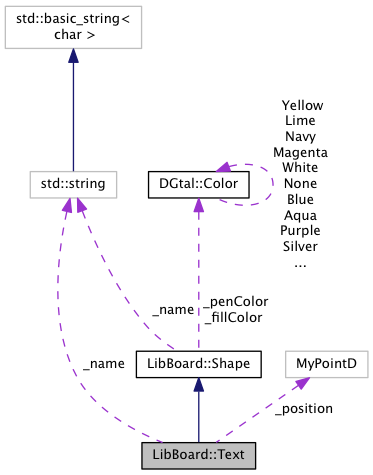 std::basic_string<
char >
Yellow
Lime
Navy
Magenta
White
None
Blue
Aqua
Purple
Silver
...
std::string
DGtal::Color
_name
_penColor
_fillColor
_name
LibBoard::Shape
MyPointD
_position
LibBoard::Text